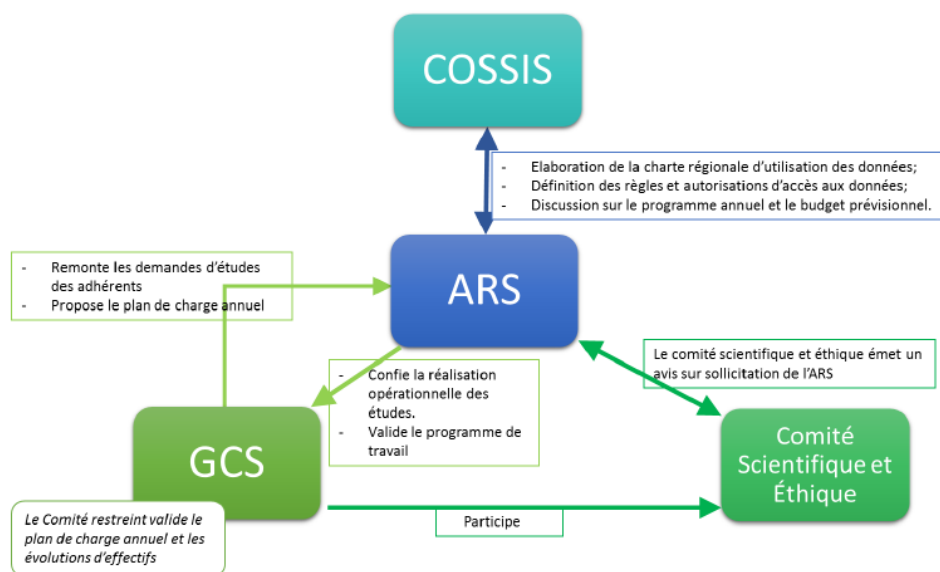 COSSIS
- Elaboration de la charte régionale d'utilisation des données;
- Définition des règles et autorisations d'accès aux données;
- Discussion sur le programme annuel et le budget prévisionnel.
- Remonte les demandes d'études
des adhérents
- Propose le plan de charge annuel
ARS
Le comité scientifique et éthique émet un
avis sur sollicitation de l'ARS
- Confie la réalisation
opérationnelle des
études.
- Valide le programme de
travail
GCS
Comité
Scientifique et
Éthique
Le Comité restreint valide le
plan de charge annuel et les
évolutions d'effectifs
Participe